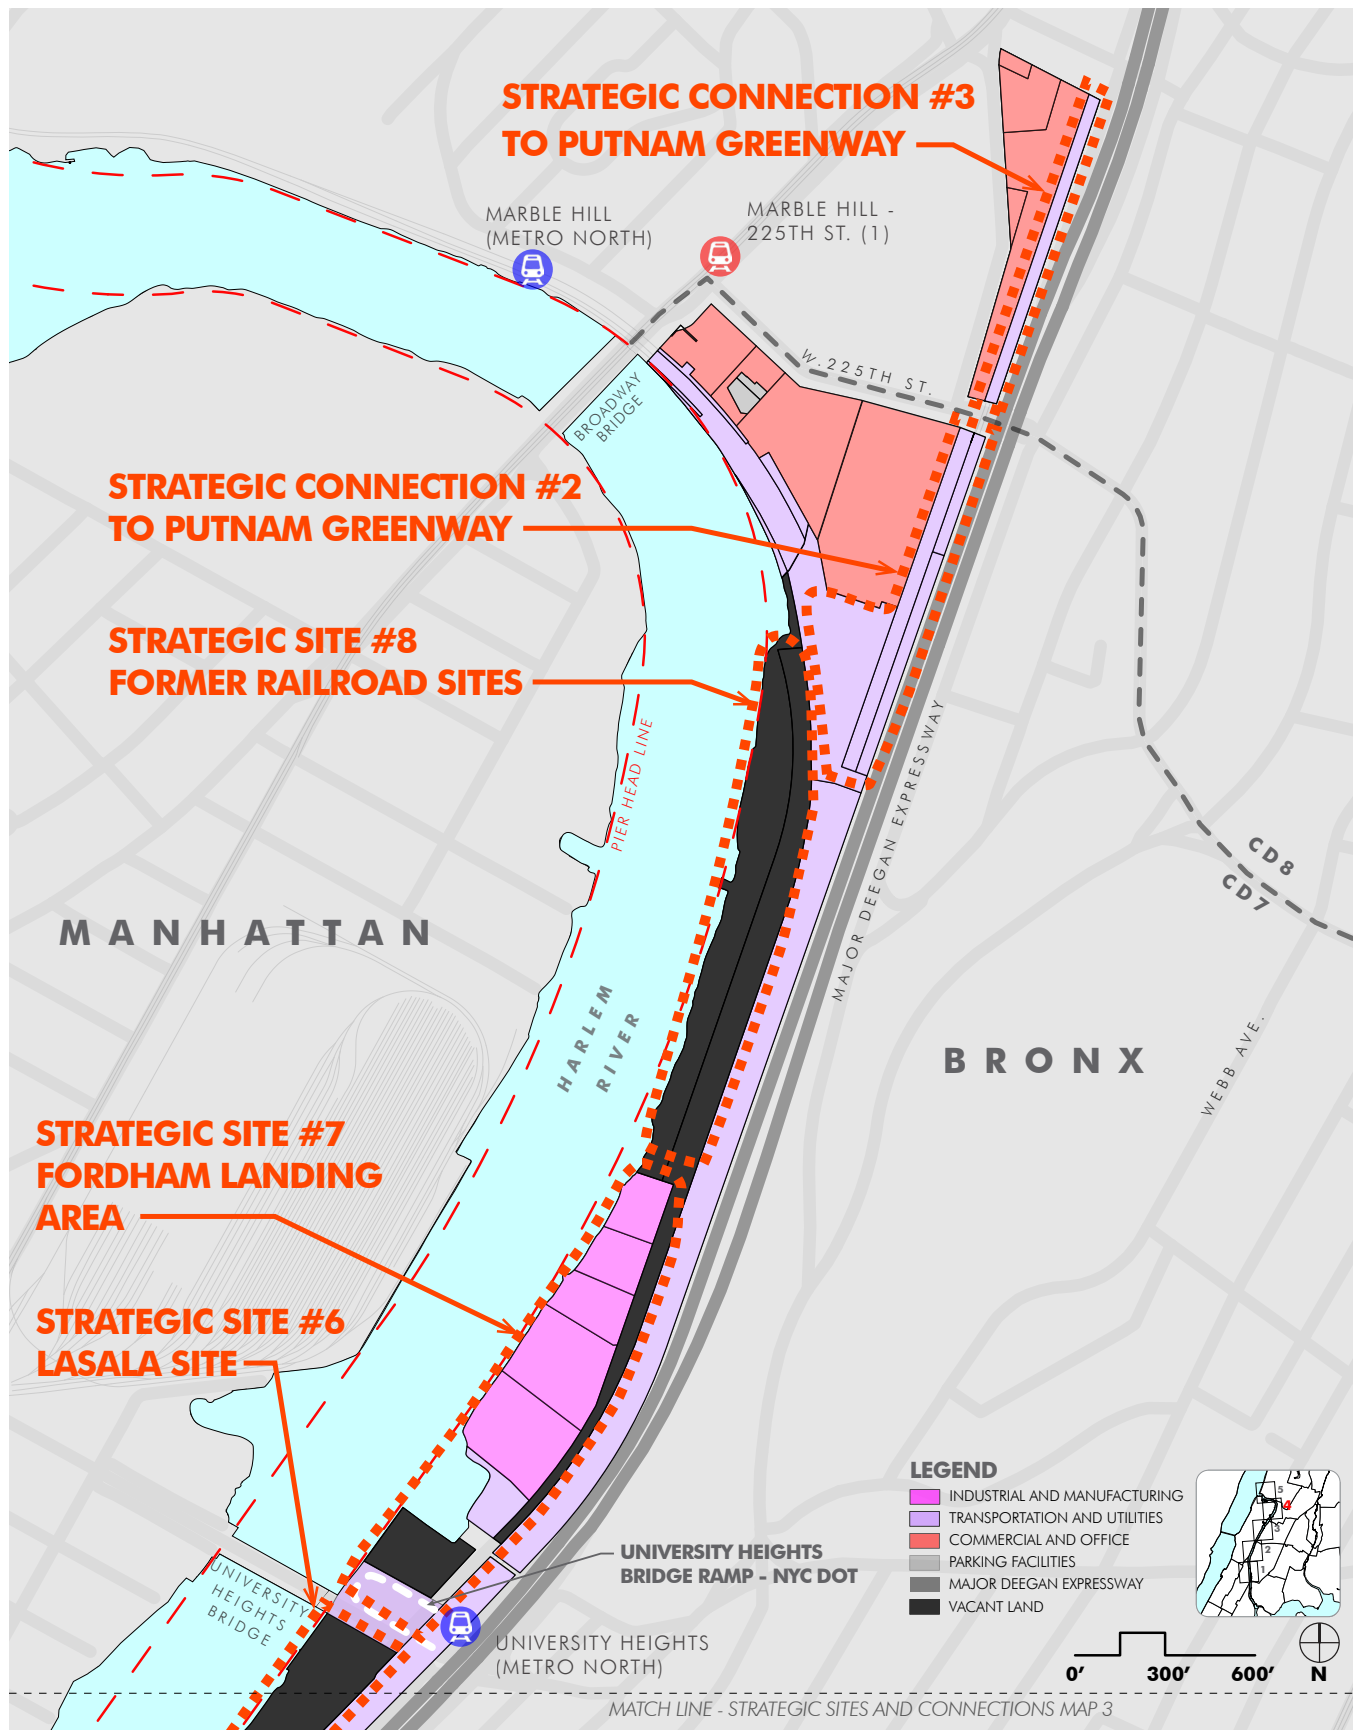 STRATEGIC CONNECTION #3
TO PUTNAM GREENWAY
MARBLE HILL
(METRO NORTH)
MARBLE HILL -
225TH ST. (1)
W.225TH ST.
BROADWAY
BRIDGE
STRATEGIC CONNECTION #2
TO PUTNAM GREENWAY
STRATEGIC SITE #8
FORMER RAILROAD SITES
PIER HEAD LINE
MAJOR DEEGAN EXPRESSWAY
CD8
CD7
MANHATTAN
HARLEM
RIVER
BRONX
WEBB AVE.
STRATEGIC SITE #7
FORDHAM LANDING
AREA
STRATEGIC SITE #6
LASALA SITE
UNIVERSITY
HEIGHTS
BRIDGE
UNIVERSITY HEIGHTS
BRIDGE RAMP - NYC DOT
UNIVERSITY HEIGHTS
(METRO NORTH)
LEGEND
INDUSTRIAL AND MANUFACTURING
TRANSPORTATION AND UTILITIES
COMMERCIAL AND OFFICE
PARKING FACILITIES
MAJOR DEEGAN EXPRESSWAY
VACANT LAND
5
4
3
2
1
0' 300' 600'
N
MATCH LINE - STRATEGIC SITES AND CONNECTIONS MAP 3